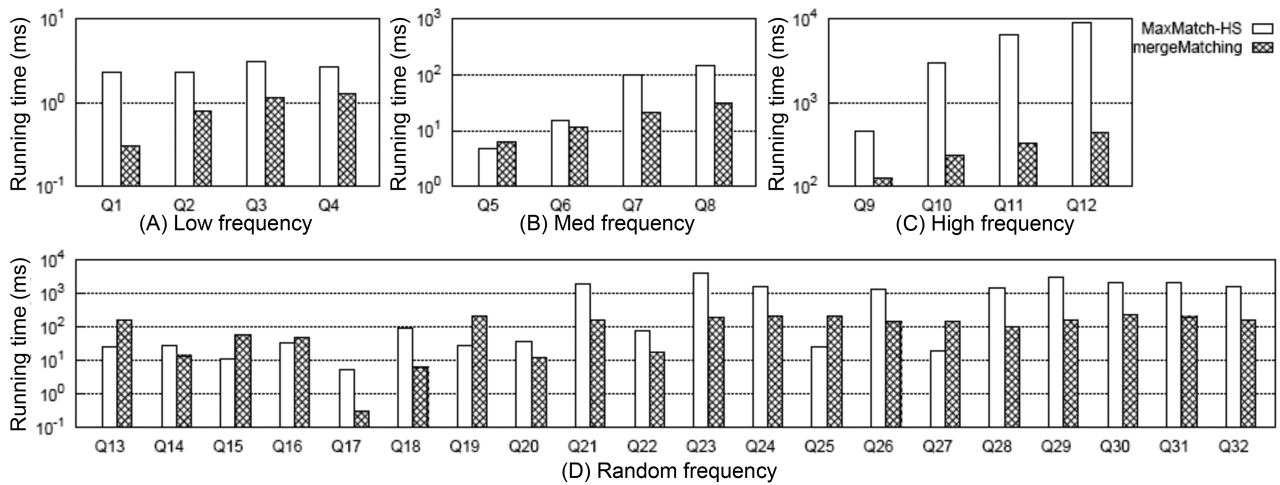 Running time (ms)
10^1
10^0
10^-1
Q1 Q2 Q3 Q4
(A) Low frequency
Running time (ms)
10^3
10^2
10^1
10^0
Q5 Q6 Q7 Q8
(B) Med frequency
Running time (ms)
10^4
10^3
10^2
Q9 Q10 Q11 Q12
(C) High frequency
MaxMatch-HS
mergeMatching
Running time (ms)
10^4
10^3
10^2
10^1
10^0
10^-1
Q13 Q14 Q15 Q16 Q17 Q18 Q19 Q20 Q21 Q22 Q23 Q24 Q25 Q26 Q27 Q28 Q29 Q30 Q31 Q32
(D) Random frequency